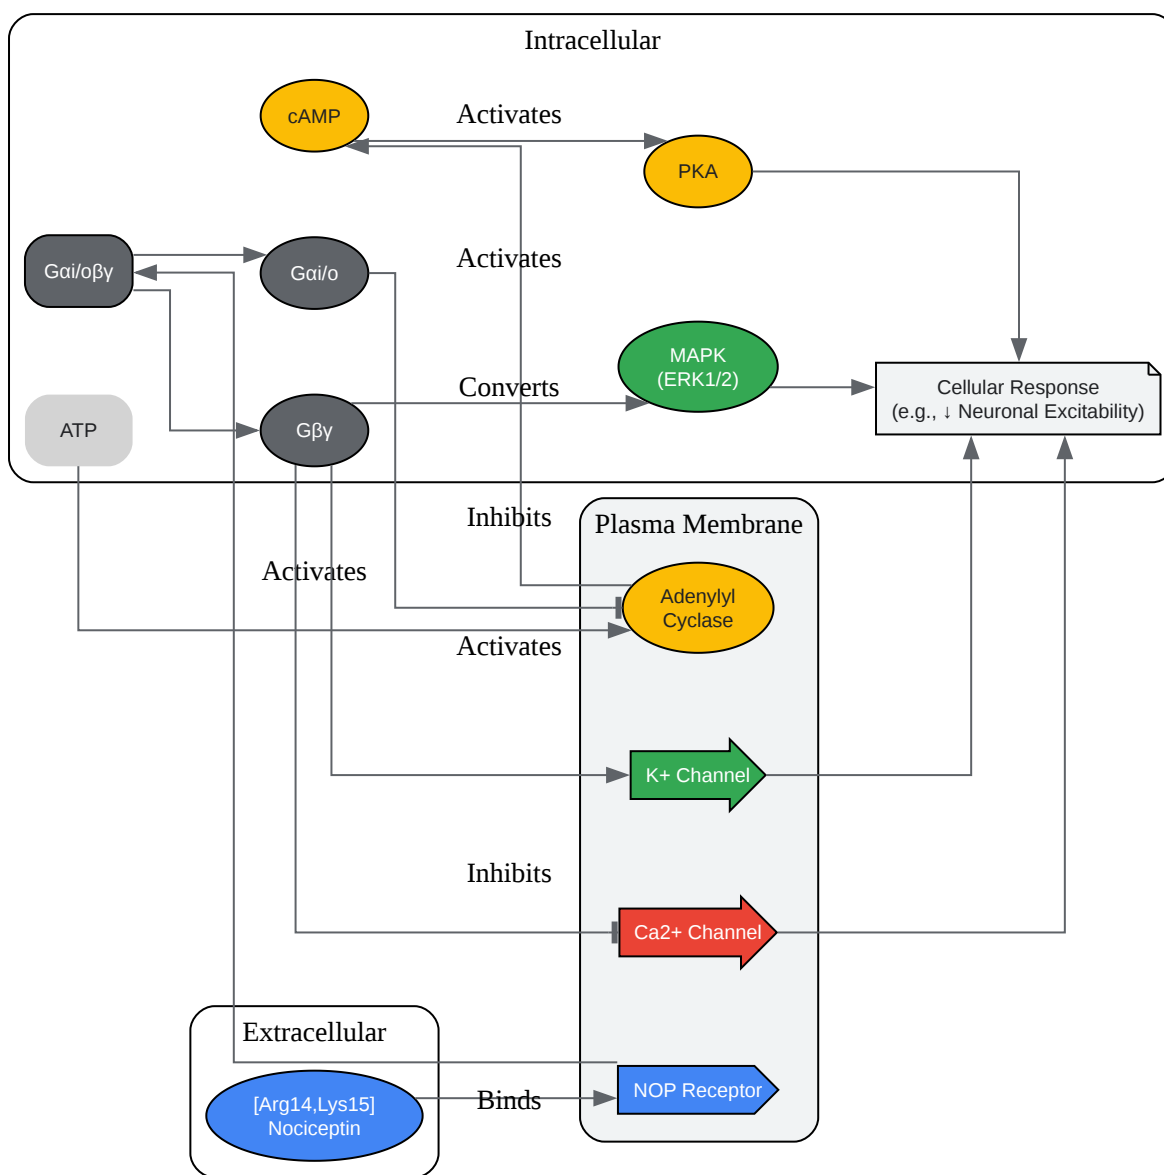 Intracellular
cAMP
Activates
PKA
Activates
Gαi/oβγ
Gαi/o
MAPK
(ERK1/2)
Converts
Cellular Response
(e.g., ↓ Neuronal Excitability)
ATP
Gβγ
Inhibits
Plasma Membrane
Activates
Adenylyl
Cyclase
Activates
K+ Channel
Inhibits
Ca2+ Channel
Extracellular
[Arg14,Lys15]
Nociceptin
Binds
NOP Receptor